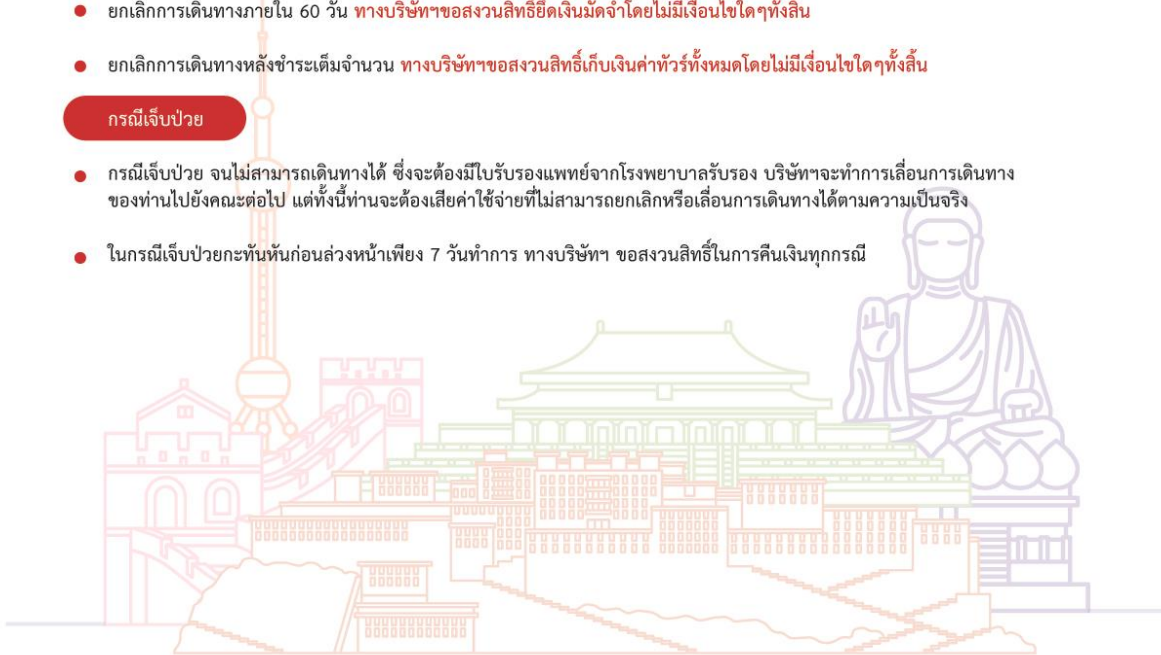 ยกเลิกการเดินทางภายใน 60 วัน ทางบริษัทฯขอสงวนสิทธิ์ยึดเงินมัดจำโดยไม่มีเงื่อนไขใดๆทั้งสิ้น
ยกเลิกการเดินทางหลังชำระเต็มจำนวน ทางบริษัทฯขอสงวนสิทธิ์เก็บเงินค่าทัวร์ทั้งหมดโดยไม่มีเงื่อนไขใดๆทั้งสิ้น
กรณีเจ็บป่วย
กรณีเจ็บป่วย จนไม่สามารถเดินทางได้ ซึ่งจะต้องมีใบรับรองแพทย์จากโรงพยาบาลรับรอง บริษัทฯจะทำการเลื่อนการเดินทาง
ของท่านไปยังคณะต่อไป แต่ทั้งนี้ท่านจะต้องเสียค่าใช้จ่ายที่ไม่สามารถยกเลิกหรือเลื่อนการเดินทางได้ตามความเป็นจริง
ในกรณีเจ็บป่วยกะทันหันก่อนล่วงหน้าเพียง 7 วันทำการ ทางบริษัทฯ ขอสงวนสิทธิ์ในการคืนเงินทุกกรณี